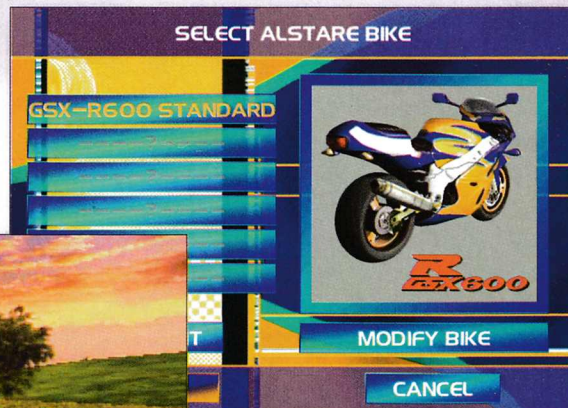 SELECT ALSTARE BIKE
GSX-R600 STANDARD
R
GSX600
T
MODIFY BIKE
CANCEL